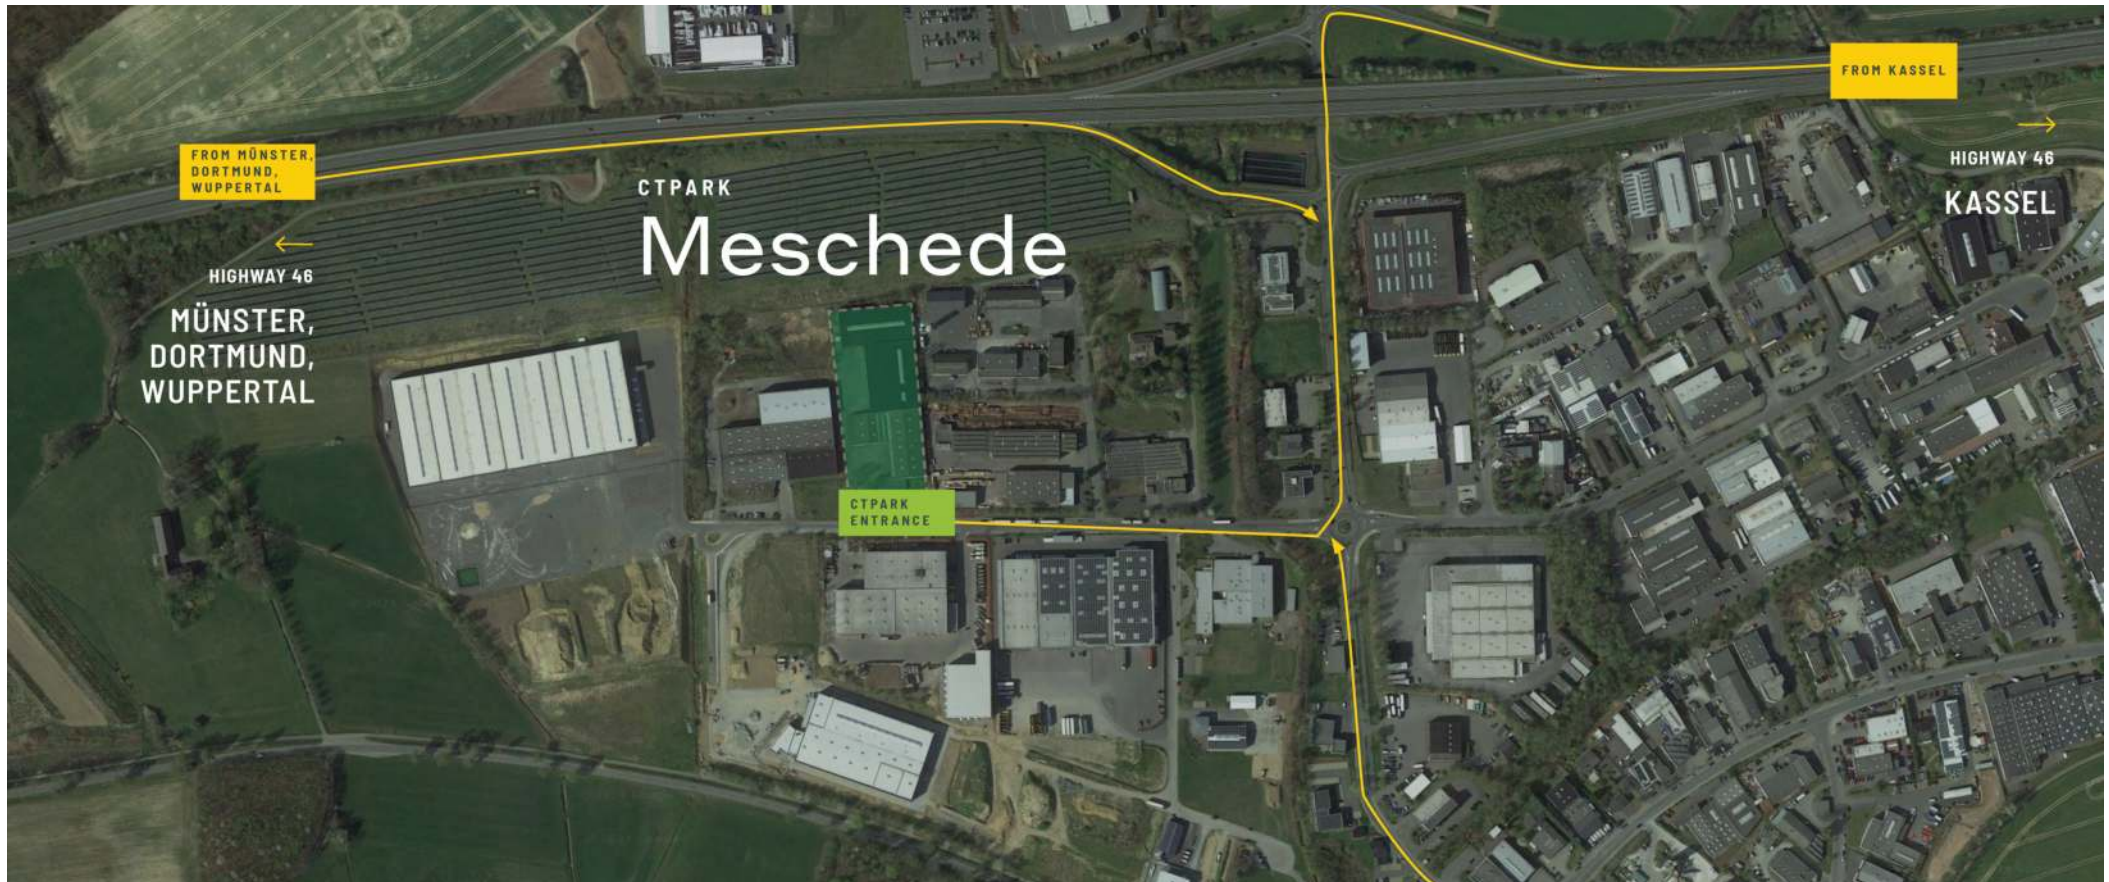 FROM KASSEL
FROM MÜNSTER,
DORTMUND,
WUPPERTAL
HIGHWAY 46
KASSEL
CTPARK
Meschede
HIGHWAY 46
MÜNSTER,
DORTMUND,
WUPPERTAL
CTPARK
ENTRANCE